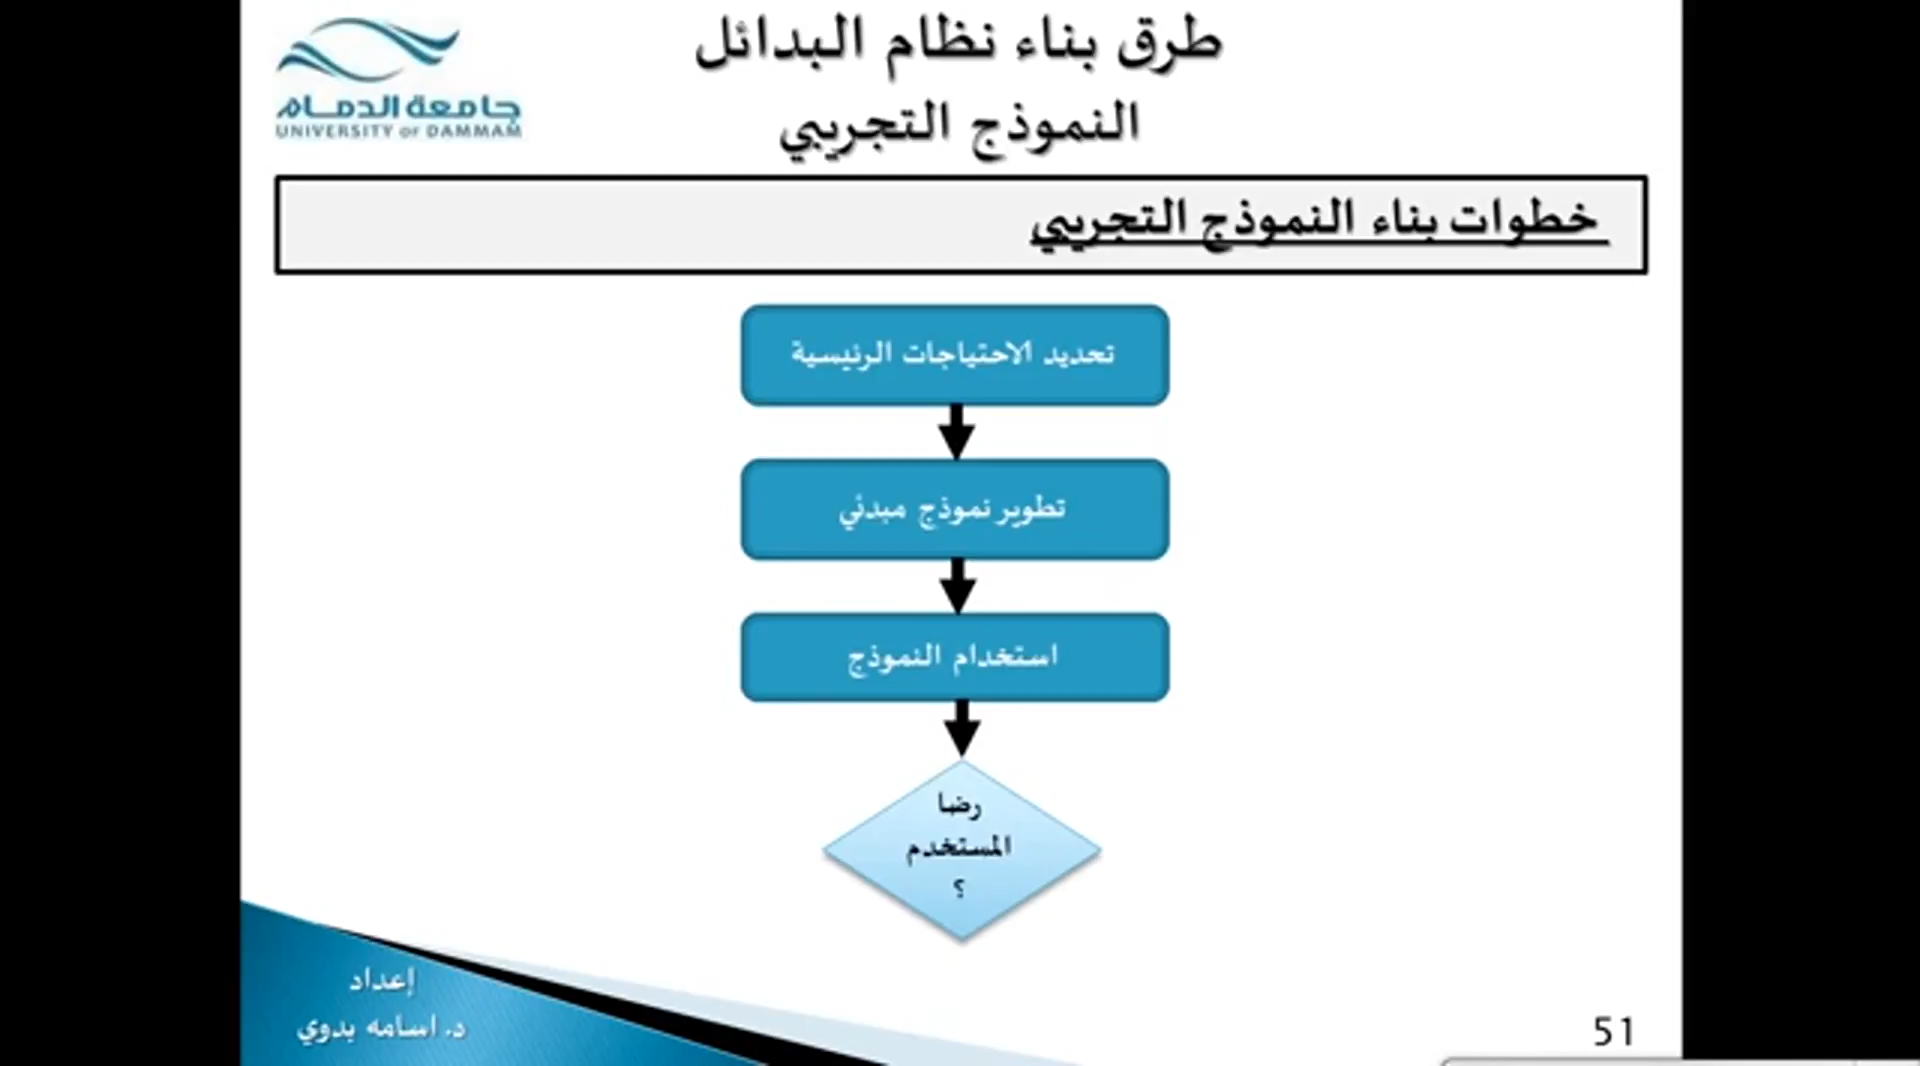 طرق بناء نظام البدائل
النموذج التجريبي
جامعة الدمام
UNIVERSITY of DAMMAM
خطوات بناء النموذج التجريبي
تحديد الاحتياجات الرئيسية
تطوير نموذج مبدئي
استخدام النموذج
رضا
المستخدم
؟
إعداد
د. اسامه بدوي
51